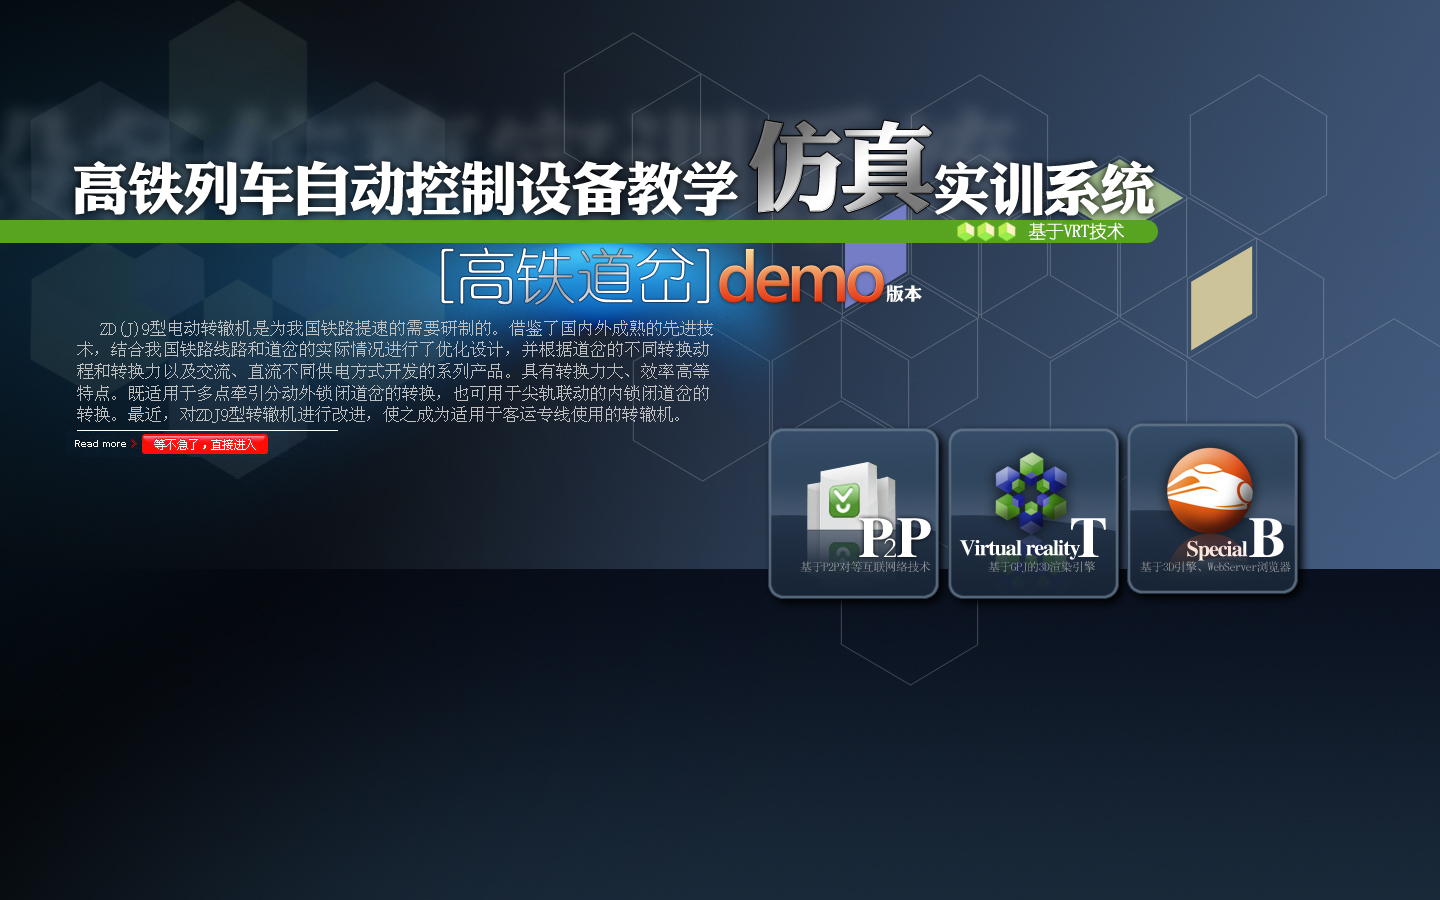 高铁列车自动控制设备教学仿真实训系统
基于VRT技术
[高铁道岔]demo版本
ZD(J)9型电动转辙机是为我国铁路提速的需要研制的。借鉴了国内外成熟的先进技
术，结合我国铁路线路和道岔的实际情况进行了优化设计，并根据道岔的不同转换动
程和转换力以及交流、直流不同供电方式开发的系列产品。具有转换力大、效率高等
特点。既适用于多点牵引分动外锁闭道岔的转换，也可用于尖轨联动的内锁闭道岔的
转换。最近，对ZDJ9型转辙机进行改进，使之成为适用于客运专线使用的转辙机。
Read more
等不急了，直接进入
P2P
基于P2P对等互联网络技术
Virtual realityT
基于GPJ的3D渲染引擎
Special B
基于3D引擎、WebServer浏览器